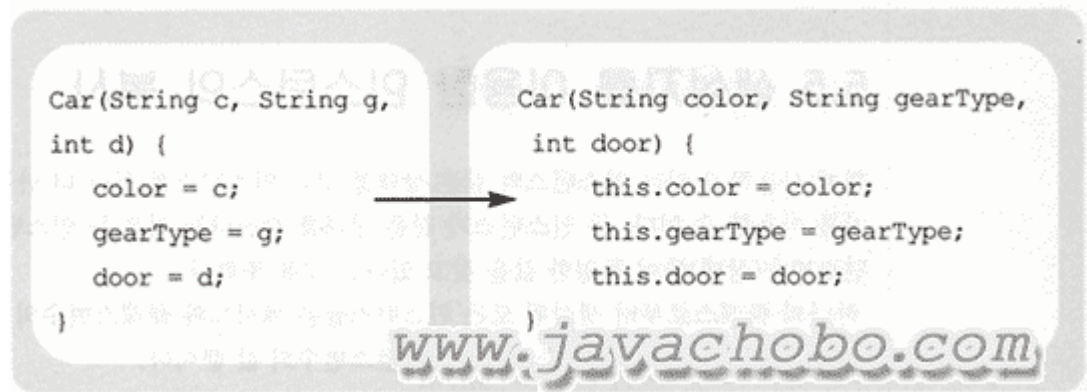 Car(String c, String g,
int d) {
color = c;
gearType = g;
door = d;
}
Car(String color, String gearType,
int door) {
this.color = color;
this.gearType = gearType;
this.door = door;
}
www.javachobo.com